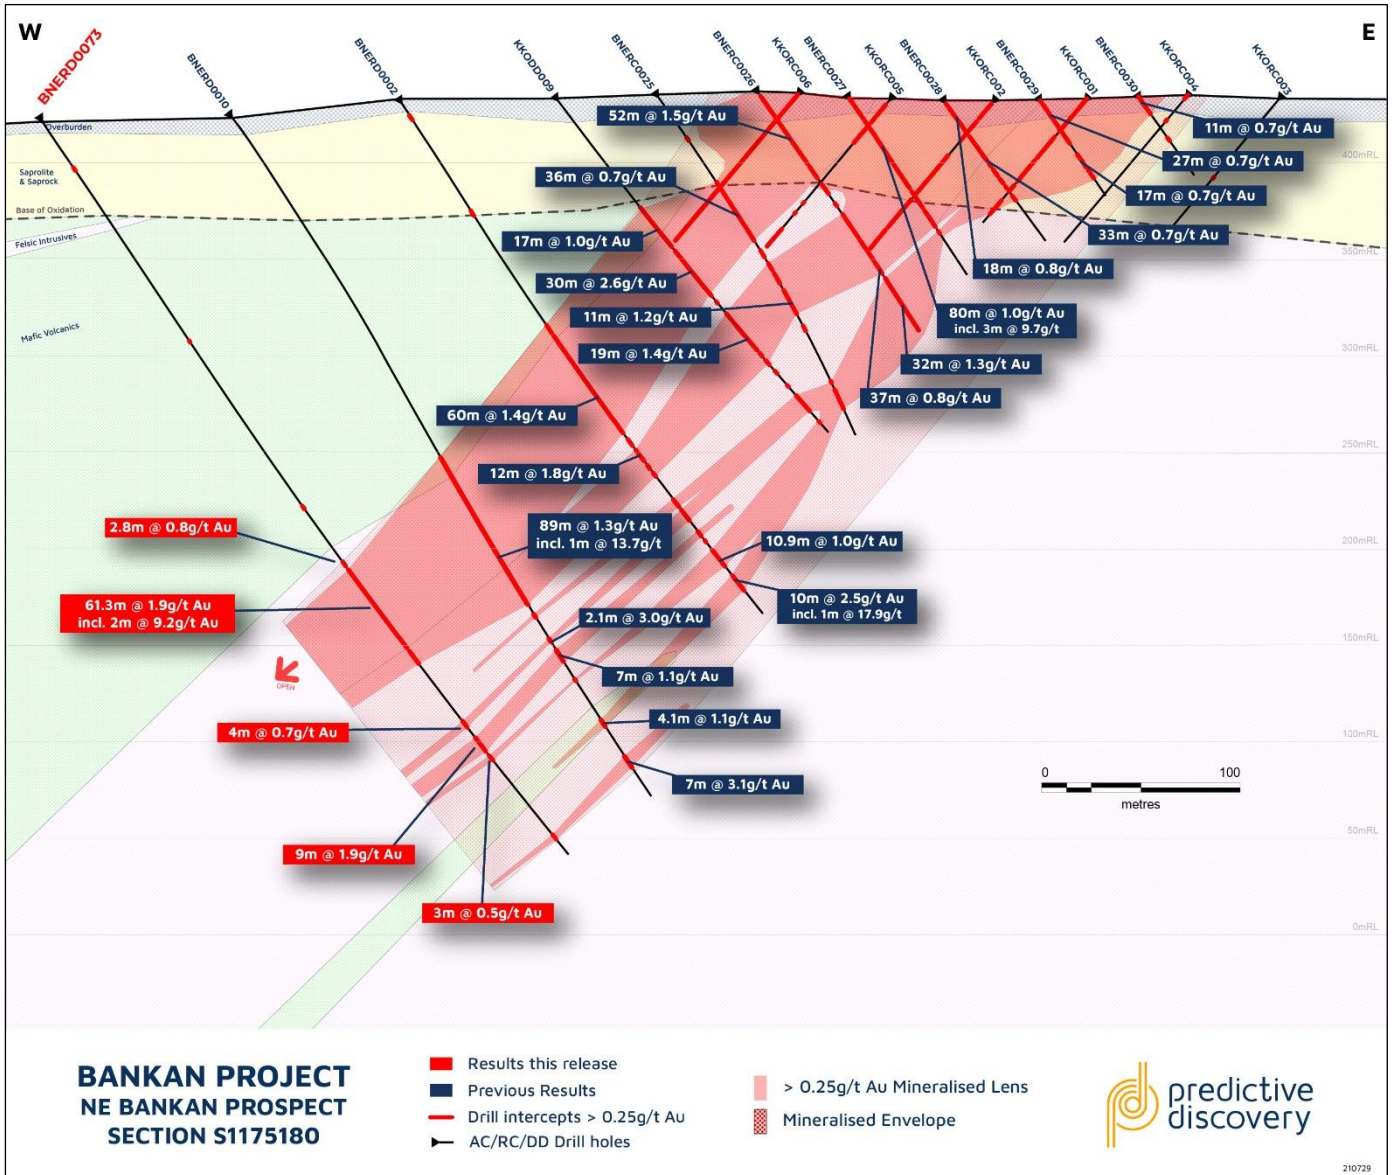 W
E
BNERD0073
BNERD0010
BNERD0002
KKODD009
BNERC0025
BNERC0026
KKORC006
BNERC0027
KKORC005
BNERC0028
KKORC002
BNERC0029
KKORC001
BNERC0030
KKORC004
KKORC003
Overburden
52m @ 1.5g/t Au
11m @ 0.7g/t Au
400mRL
27m @ 0.7g/t Au
Saprolite
& Saprock
36m @ 0.7g/t Au
17m @ 0.7g/t Au
Base of Oxidation
33m @ 0.7g/t Au
Felsic Intrusives
17m @ 1.0g/t Au
350mRL
18m @ 0.8g/t Au
30m @ 2.6g/t Au
11m @ 1.2g/t Au
80m @ 1.0g/t Au
incl. 3m @ 9.7g/t
Mafic Volcanics
19m @ 1.4g/t Au
300mRL
32m @ 1.3g/t Au
37m @ 0.8g/t Au
60m @ 1.4g/t Au
250mRL
12m @ 1.8g/t Au
2.8m @ 0.8g/t Au
89m @ 1.3g/t Au
incl. 1m @ 13.7g/t
10.9m @ 1.0g/t Au
200mRL
61.3m @ 1.9g/t Au
incl. 2m @ 9.2g/t Au
10m @ 2.5g/t Au
incl. 1m @ 17.9g/t
2.1m @ 3.0g/t Au
150mRL
7m @ 1.1g/t Au
OPEN
4m @ 0.7g/t Au
4.1m @ 1.1g/t Au
100mRL
7m @ 3.1g/t Au
0 100
metres
50mRL
9m @ 1.9g/t Au
3m @ 0.5g/t Au
0mRL
BANKAN PROJECT
NE BANKAN PROSPECT
SECTION S1175180
Results this release
Previous Results
Drill intercepts > 0.25g/t Au
AC/RC/DD Drill holes
> 0.25g/t Au Mineralised Lens
Mineralised Envelope
predictive
discovery
210729